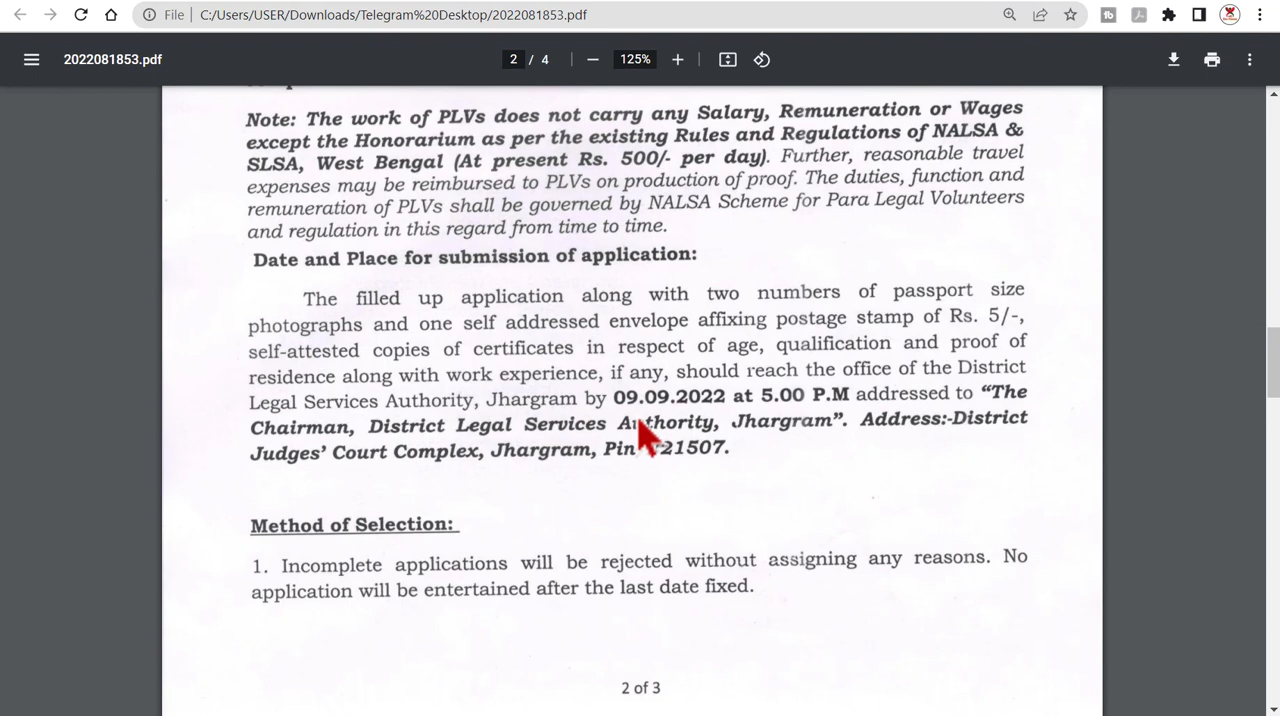 File | C:/Users/USER/Downloads/Telegram%20Desktop/2022081853.pdf
2022081853.pdf
2 / 4
125%
Note: The work of PLVs does not carry any Salary, Remuneration or Wages
except the Honorarium as per the existing Rules and Regulations of NALSA &
SLSA, West Bengal (At present Rs. 500/- per day). Further, reasonable travel
expenses may be reimbursed to PLVs on production of proof. The duties, function and
remuneration of PLVs shall be governed by NALSA Scheme for Para Legal Volunteers
and regulation in this regard from time to time.
Date and Place for submission of application:
The filled up application along with two numbers of passport size
photographs and one self addressed envelope affixing postage stamp of Rs. 5/-,
self-attested copies of certificates in respect of age, qualification and proof of
residence along with work experience, if any, should reach the office of the District
Legal Services Authority, Jhargram by 09.09.2022 at 5.00 P.M addressed to “The
Chairman, District Legal Services Authority, Jhargram”. Address:-District
Judges’ Court Complex, Jhargram, Pin 21507.
Method of Selection:
1. Incomplete applications will be rejected without assigning any reasons. No
application will be entertained after the last date fixed.
2 of 3